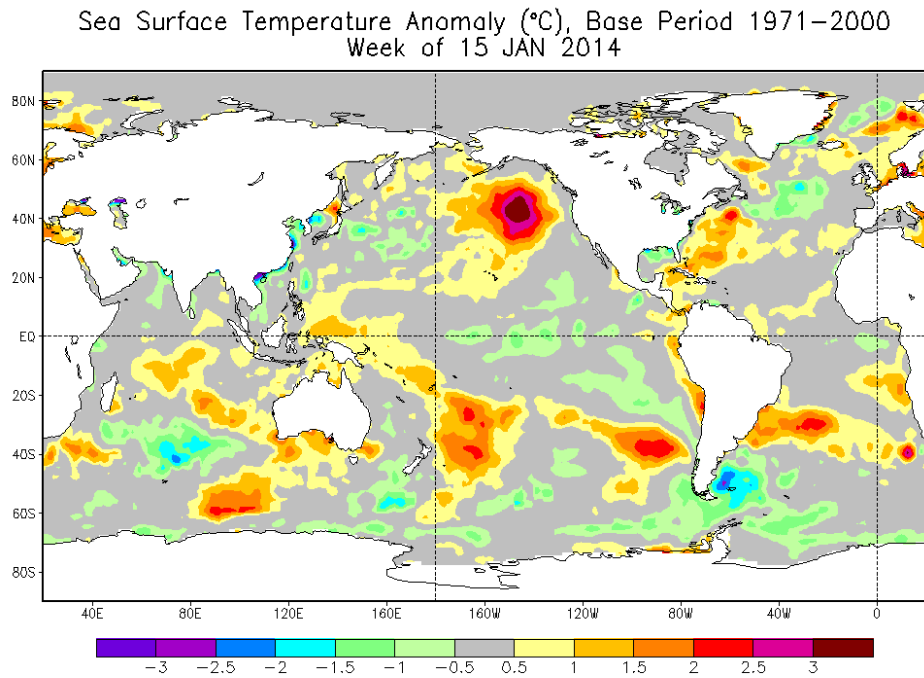 Sea Surface Temperature Anomaly (°C), Base Period 1971-2000
Week of 15 JAN 2014
80N
60N
40N
20N
EQ
20S
40S
60S
80S
40E 80E 120E 160E 160W 120W 80W 40W 0
-3 -2.5 -2 -1.5 -1 -0.5 0.5 1 1.5 2 2.5 3